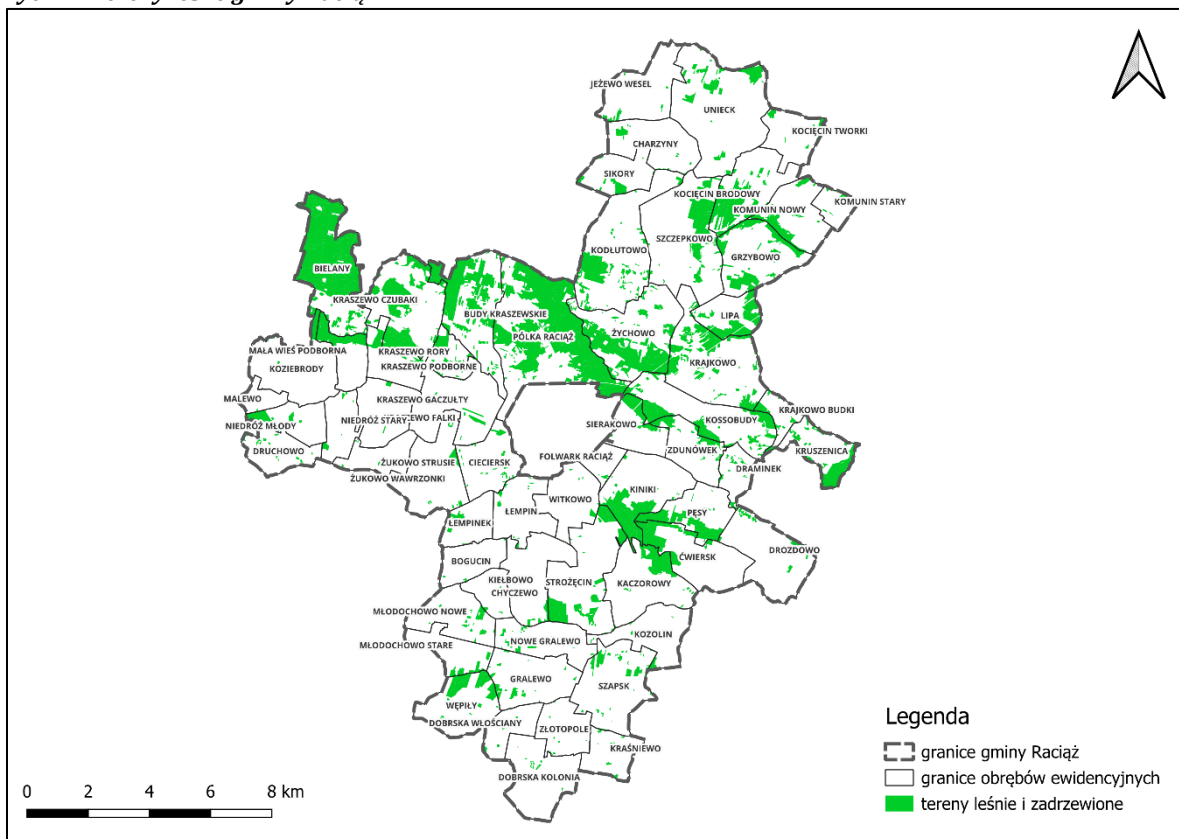 JEŻEWO WESEL
UNIECK
KOCIĘCIN TWORKI
CHARZYNY
SIKORY
KOCIĘCIN BRODOWY
KOMUNIN NOWY
KOMUNIN STARY
SZCZEPKOWO
KODŁUTOWO
GRZYBOWO
BIELANY
KRASZEWO CZUBAKI
BUDY KRASZEWSKIE
LIPA
ŻYCHOWO
PÓLKA RACIĄŻ
MAŁA WIEŚ PODBORNA
KRASZEWO RORY
KRAJKOWO
KOZIEBRODY
KRASZEWO PODBORNE
MALEWO
KRASZEWO GACZUŁTY
KRAJKOWO BUDKI
NIEDRÓŻ MŁODY
NIEDRÓŻ STARY
EWO FALKI
SIERAKOWO
KOSSOBUDY
DRUCHOWO
ZDUNÓWEK
KRUSZENICA
ŻUKOWO STRUSIE
CIECIERSK
FOLWARK RACIĄŻ
DRAMINEK
ŻUKOWO WAWRZONKI
KINIKI
WITKOWO
ŁEMPIN
PĘSY
ŁEMPINEK
DROZDOWO
ĆWIERSK
BOGUCIN
KIEŁBOWO
STROŻĘCIN
KACZOROWY
CHYCZEWO
MŁODOCHOWO NOWE
KOZOLIN
MŁODOCHOWO STARE
NOWE GRALEWO
GRALEWO
SZAPSK
WĘPIŁY
DOBRSKA WŁOŚCIANY
ZŁOTOPOLE
KRAŚNIEWO
DOBRSKA KOLONIA
Legenda
granice gminy Raciąż
granice obrębów ewidencyjnych
tereny leśnie i zadrzewione
0 2 4 6 8 km